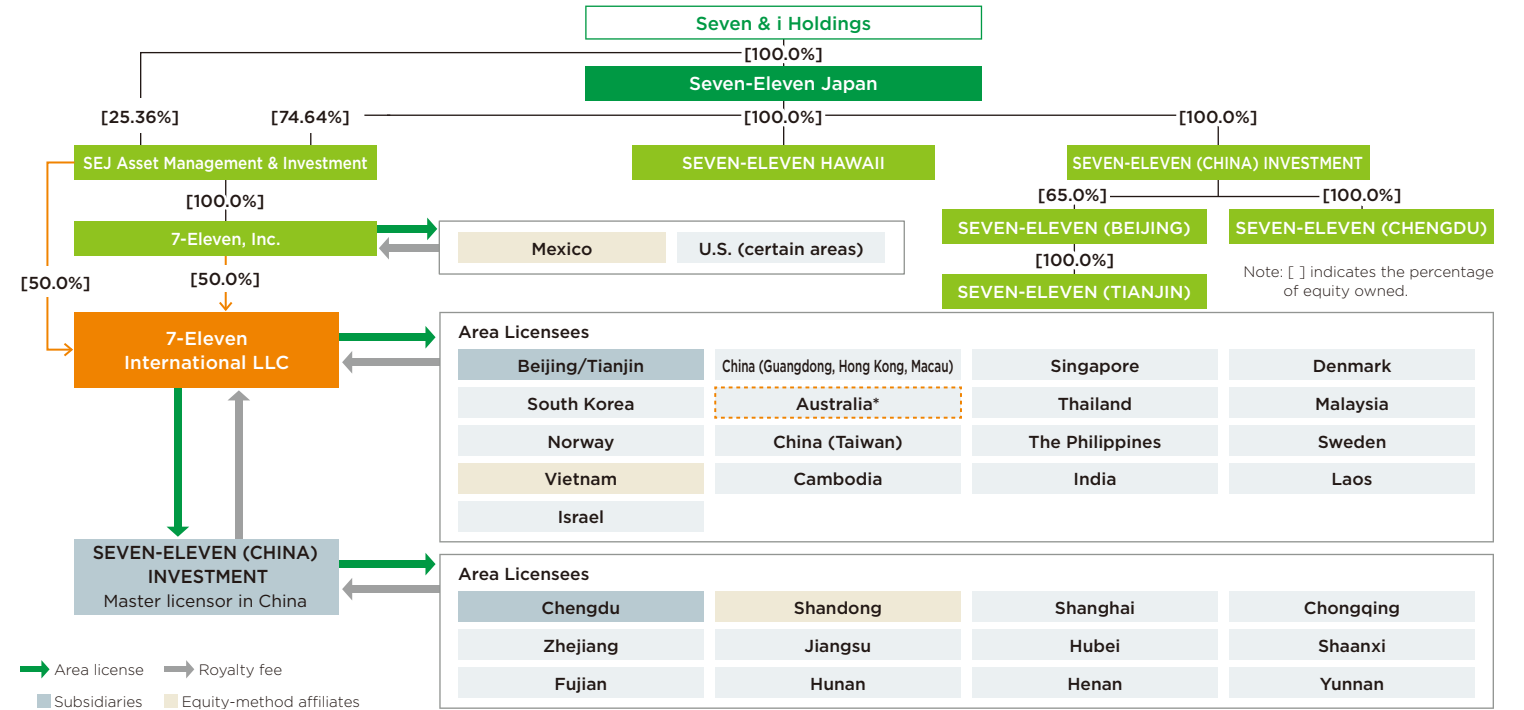 Seven & i Holdings
[100.0%]
Seven-Eleven Japan
[25.36%]
[74.64%]
[100.0%]
[100.0%]
SEJ Asset Management & Investment
SEVEN-ELEVEN HAWAII
SEVEN-ELEVEN (CHINA) INVESTMENT
[100.0%]
[65.0%]
[100.0%]
7-Eleven, Inc.
Mexico
U.S. (certain areas)
SEVEN-ELEVEN (BEIJING)
SEVEN-ELEVEN (CHENGDU)
[100.0%]
[50.0%]
[50.0%]
SEVEN-ELEVEN (TIANJIN)
Note: [ ] indicates the percentage
of equity owned.
7-Eleven
International LLC
Area Licensees
Beijing/Tianjin
China (Guangdong, Hong Kong, Macau)
Singapore
Denmark
South Korea
Australia*
Thailand
Malaysia
Norway
China (Taiwan)
The Philippines
Sweden
Vietnam
Cambodia
India
Laos
Israel
SEVEN-ELEVEN (CHINA)
INVESTMENT
Master licensor in China
Area Licensees
Chengdu
Shandong
Shanghai
Chongqing
Zhejiang
Jiangsu
Hubei
Shaanxi
Fujian
Hunan
Henan
Yunnan
Area license
Royalty fee
Subsidiaries
Equity-method affiliates